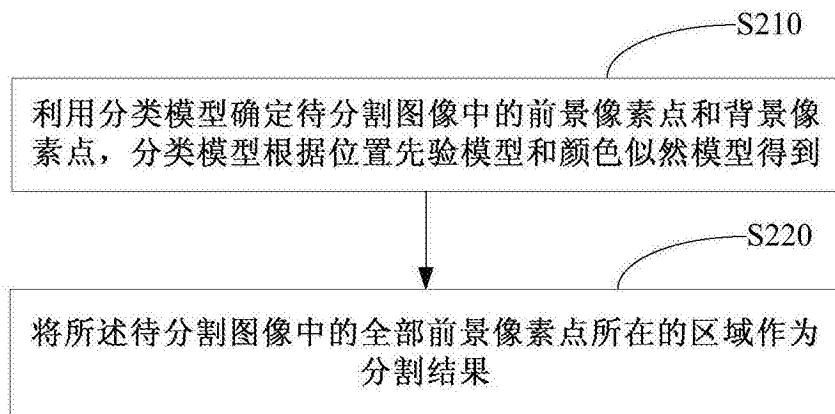 S210
利用分类模型确定待分割图像中的前景像素点和背景像
素点，分类模型根据位置先验模型和颜色似然模型得到
S220
将所述待分割图像中的全部前景像素点所在的区域作为
分割结果